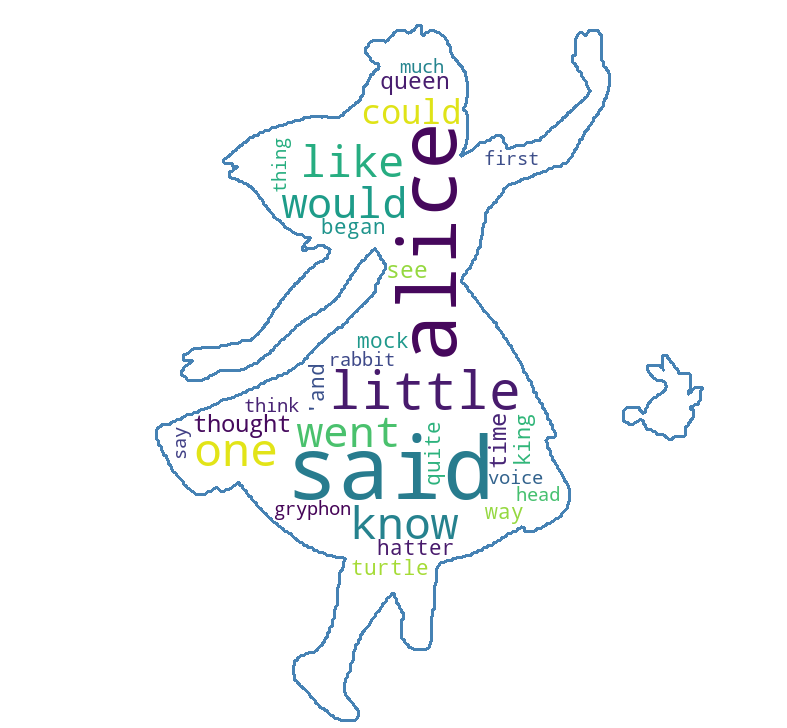 much
queen
could
alice
first
thing
like
would
began
see
mock
rabbit
'and
little
think
thought
went
time
king
say
one
said
quite
voice
head
gryphon
know
way
hatter
turtle